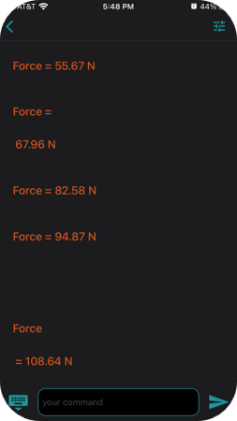 AT&T 5:48 PM 44%
Force = 55.67 N
Force =
67.96 N
Force = 82.58 N
Force = 94.87 N
Force
= 108.64 N
your command